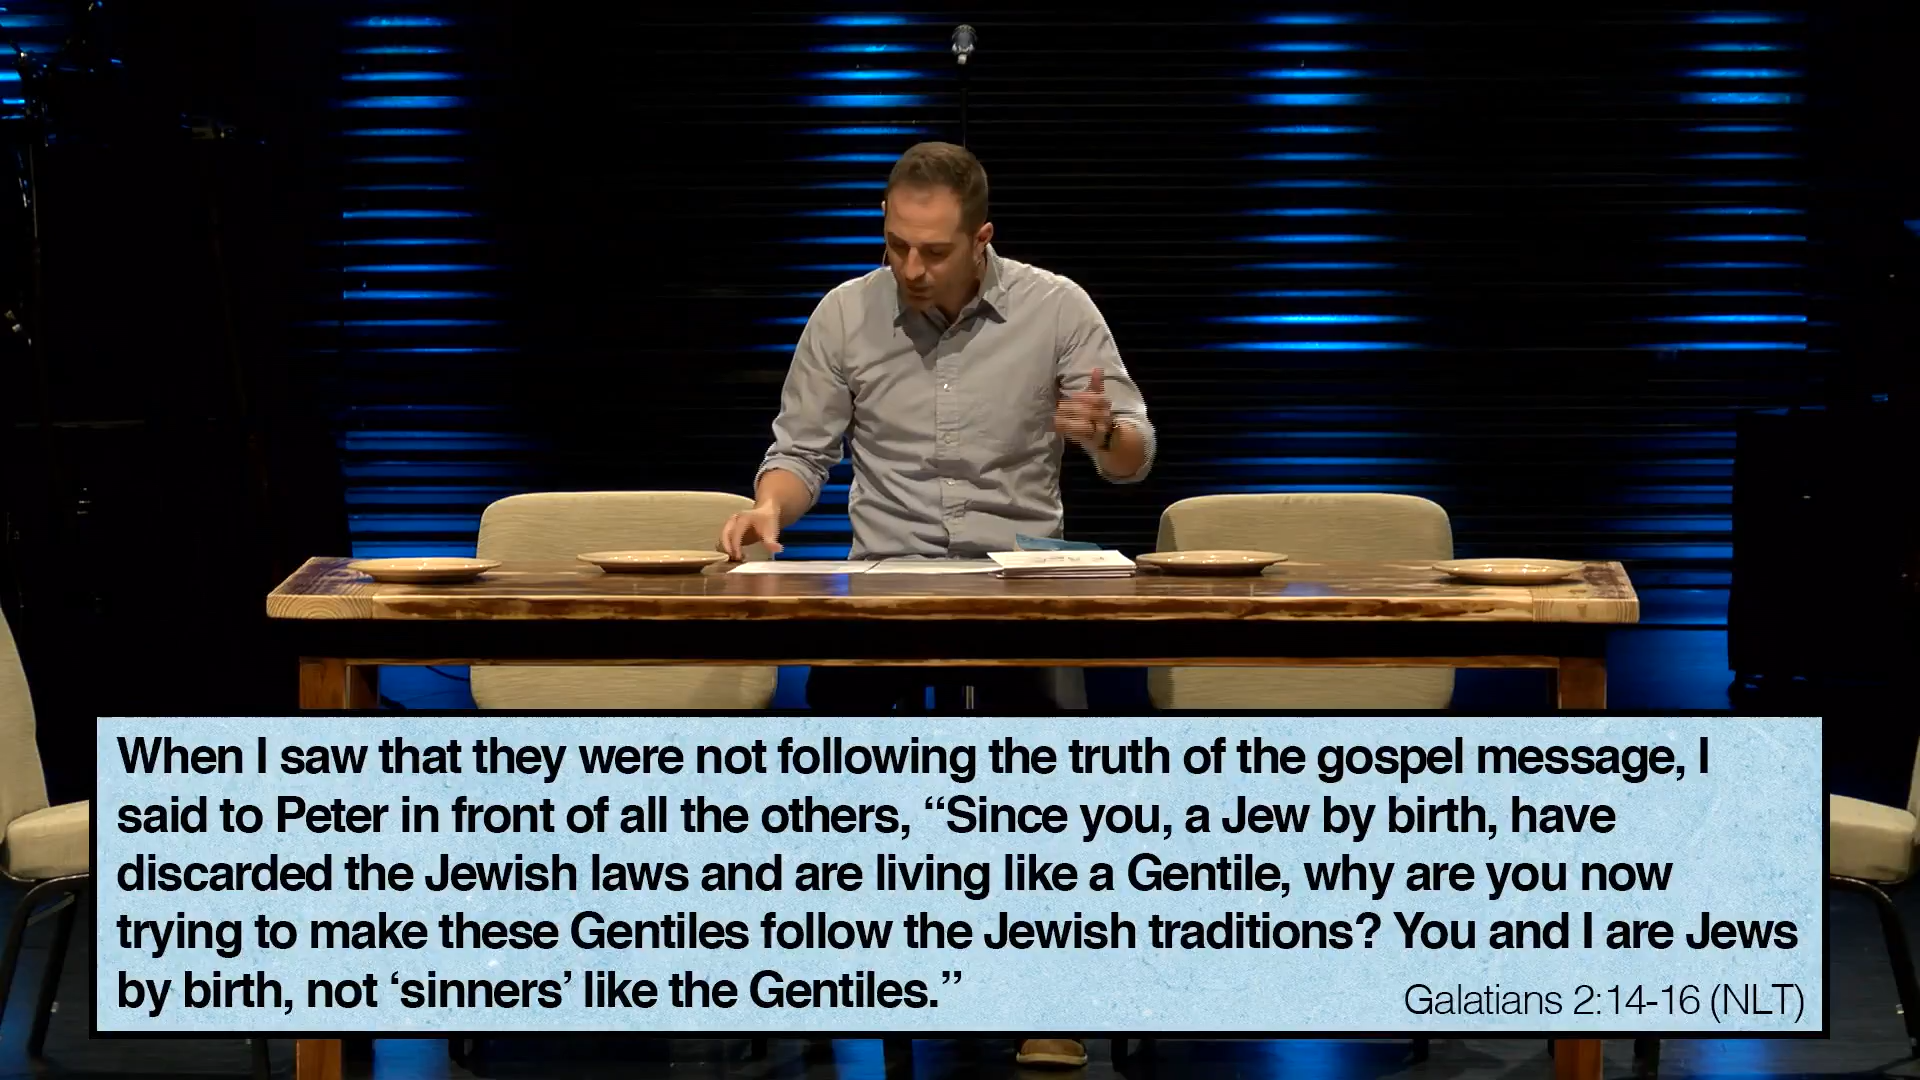 When I saw that they were not following the truth of the gospel message, I
said to Peter in front of all the others, “Since you, a Jew by birth, have
discarded the Jewish laws and are living like a Gentile, why are you now
trying to make these Gentiles follow the Jewish traditions? You and I are Jews
by birth, not ‘sinners’ like the Gentiles.”
Galatians 2:14-16 (NLT)